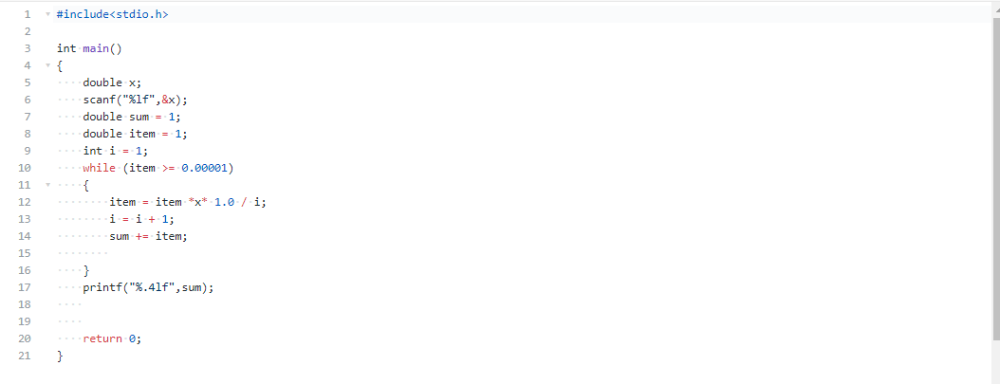 1 #include<stdio.h>
2
3 int main()
4 {
5     double x;
6     scanf("%lf",&x);
7     double sum = 1;
8     double item = 1;
9     int i = 1;
10     while (item >= 0.00001)
11     {
12         item = item *x* 1.0 / i;
13         i = i + 1;
14         sum += item;
15
16     }
17     printf("%.4lf",sum);
18
19
20     return 0;
21 }